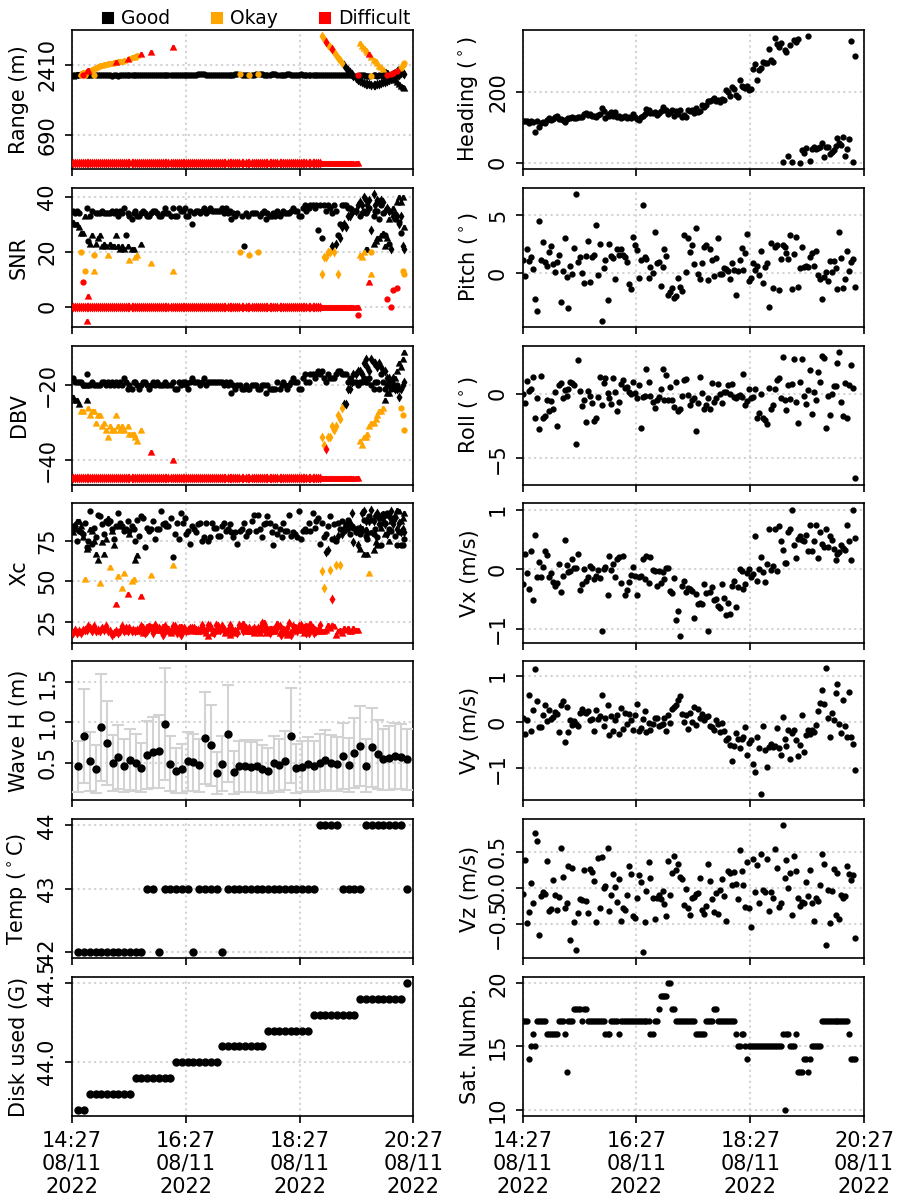 Good Okay Difficult
Range (m)
2410
690
Heading (°)
200
0
SNR
40
20
0
Pitch (°)
5
0
DBV
−20
−40
Roll (°)
0
−5
Xc
75
50
25
Vx (m/s)
1
0
−1
Wave H (m)
1.5
1.0
0.5
Vy (m/s)
1
0
−1
Temp (°C)
44
43
42
Vz (m/s)
0.5
0.0
−0.5
Disk used (G)
44.5
44.0
Sat. Numb.
20
15
10
14:27 16:27 18:27 20:27 14:27 16:27 18:27 20:27
08/11 08/11 08/11 08/11 08/11 08/11 08/11 08/11
2022 2022 2022 2022 2022 2022 2022 2022